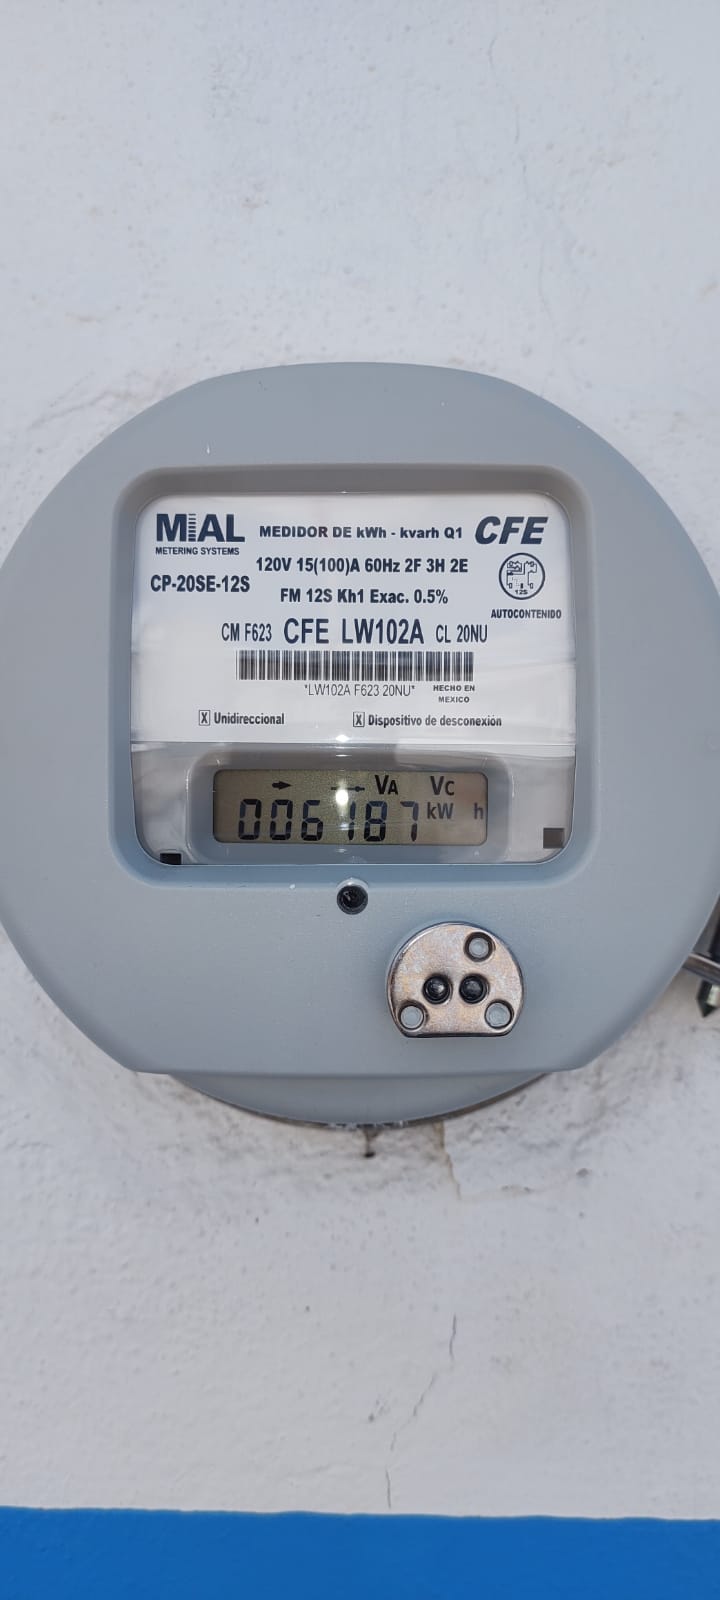 MIAL
METERING SYSTEMS
MEDIDOR DE kWh - kvarh Q1
CFE
120V 15(100)A 60Hz 2F 3H 2E
CP-20SE-12S
FM 12S Kh1 Exac. 0.5%
12S
AUTOCONTENIDO
CM F623 CFE LW102A CL 20NU
*LW102A F623 20NU*
HECHO EN
MEXICO
X Unidireccional
X Dispositivo de desconexión
VA VC
006187 kW h